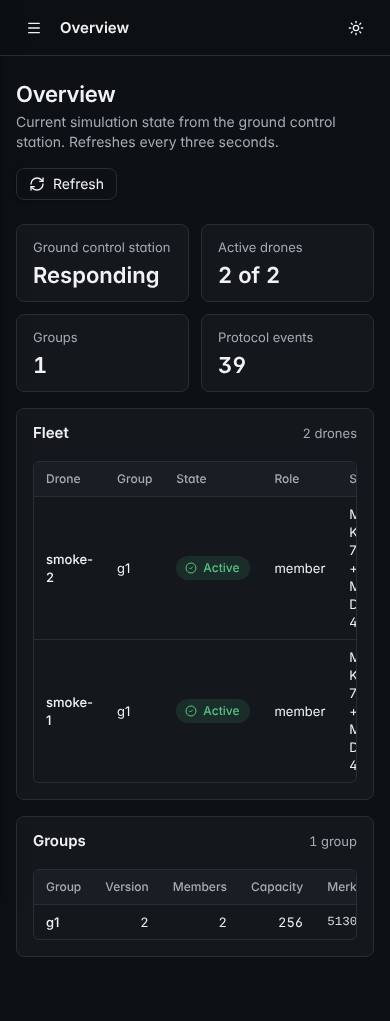 Overview
Overview
Current simulation state from the ground control
station. Refreshes every three seconds.
Refresh
Ground control station
Responding
Active drones
2 of 2
Groups
1
Protocol events
39
Fleet
2 drones
Drone Group State Role
smoke-
2
g1
Active
member
smoke-
1
g1
Active
member
Groups
1 group
Group Version Members Capacity Merk
g1 2 2 256 5130